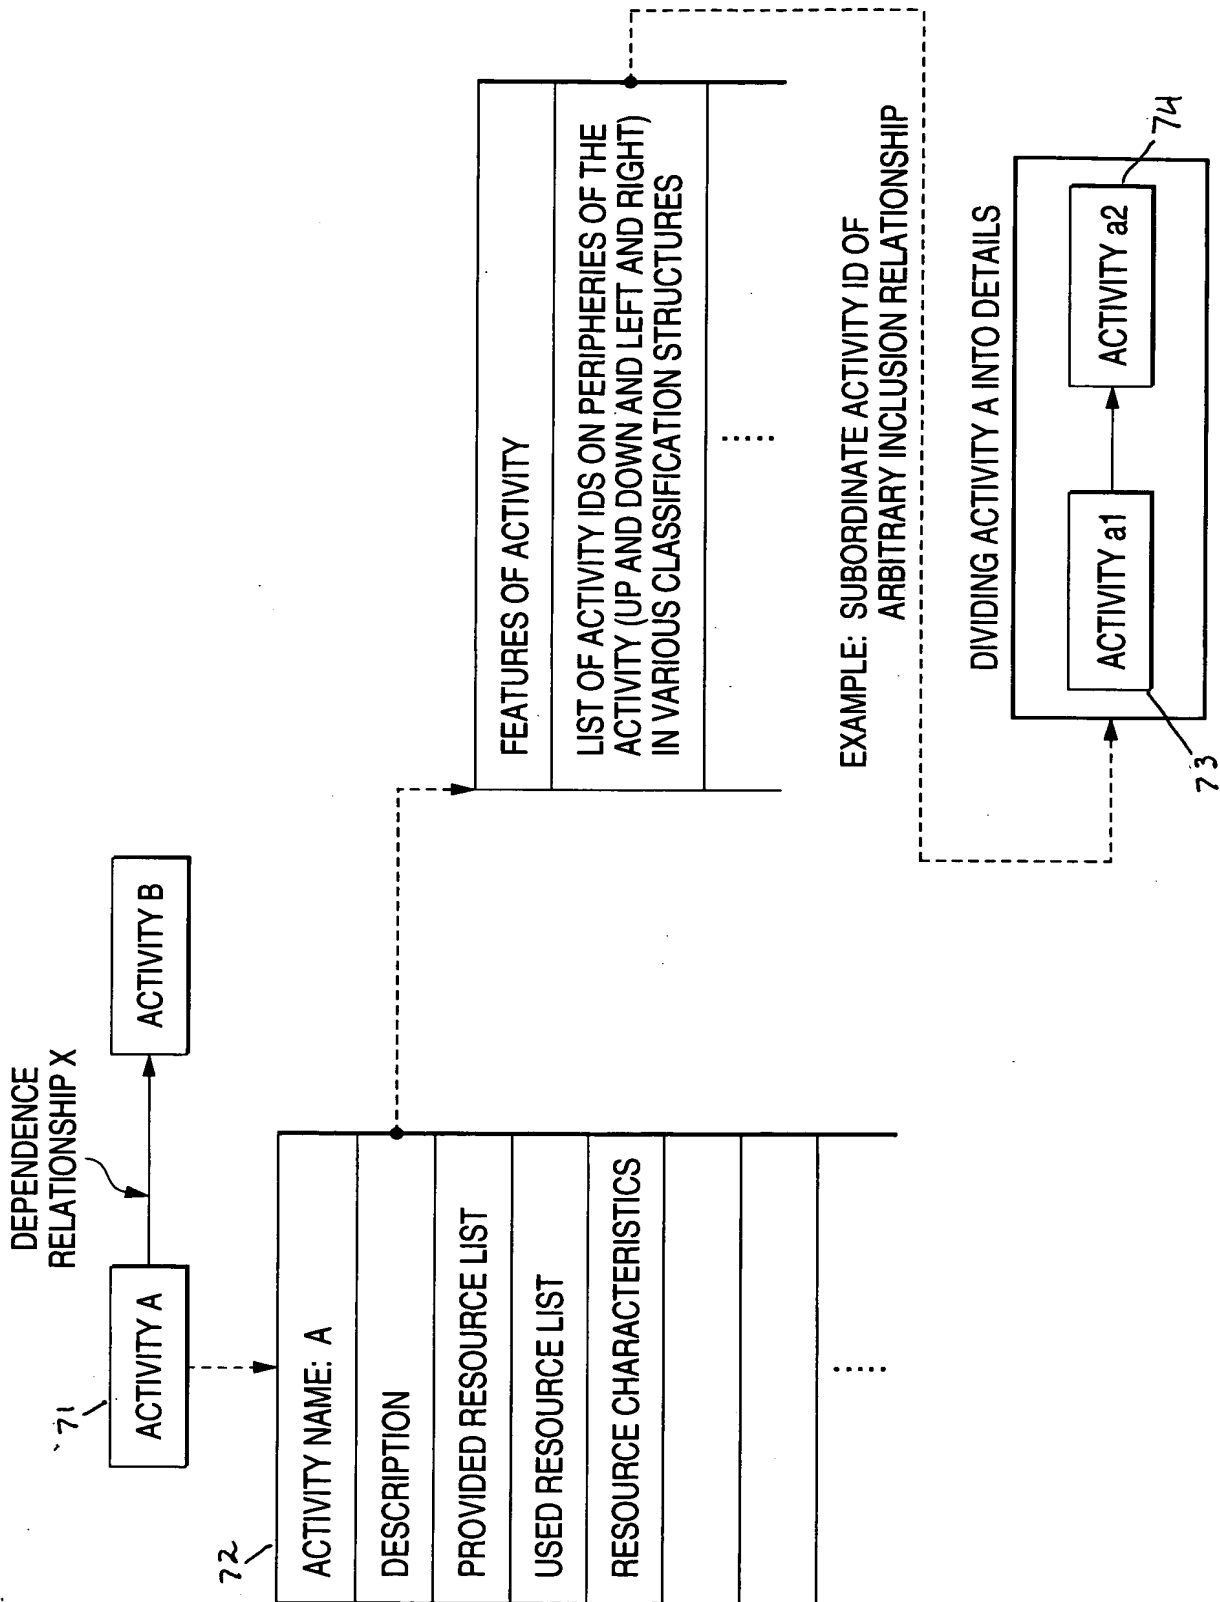 DEPENDENCE
RELATIONSHIP X
71
ACTIVITY A
ACTIVITY B
72
ACTIVITY NAME: A
DESCRIPTION
PROVIDED RESOURCE LIST
USED RESOURCE LIST
RESOURCE CHARACTERISTICS
.....
FEATURES OF ACTIVITY
LIST OF ACTIVITY IDS ON PERIPHERIES OF THE
ACTIVITY (UP AND DOWN AND LEFT AND RIGHT)
IN VARIOUS CLASSIFICATION STRUCTURES
.....
EXAMPLE: SUBORDINATE ACTIVITY ID OF
ARBITRARY INCLUSION RELATIONSHIP
DIVIDING ACTIVITY A INTO DETAILS
ACTIVITY a1
ACTIVITY a2
73
74